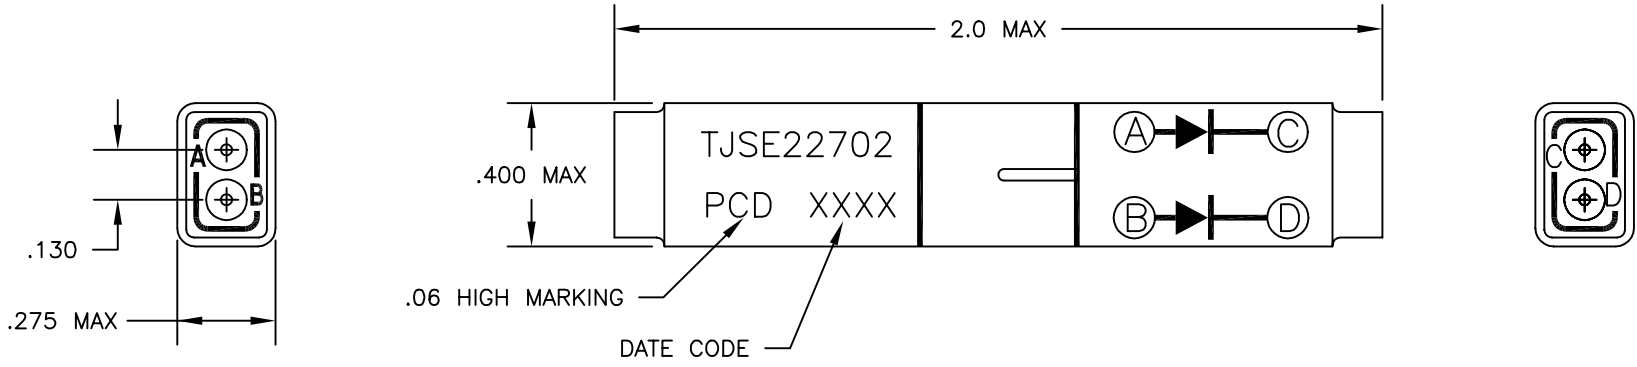 2.0 MAX
A
B
.130
.275 MAX
.400 MAX
TJSE22702
PCD XXXX
.06 HIGH MARKING
DATE CODE
A C
B D
C
D